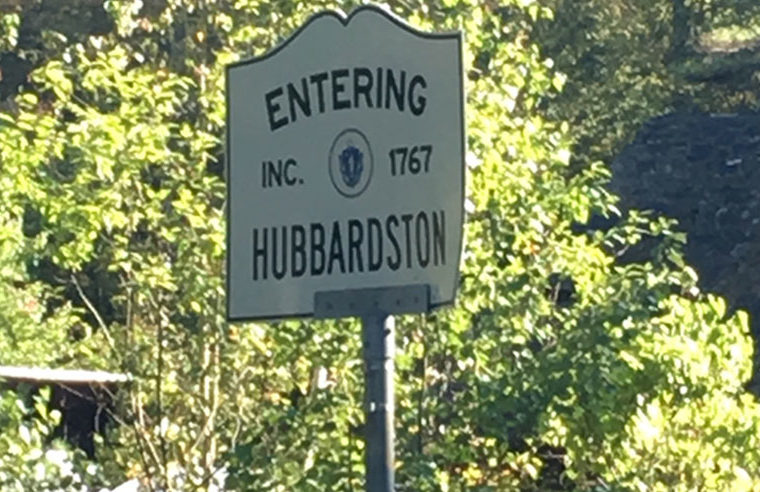 ENTERING
INC. 1767
HUBBARDSTON